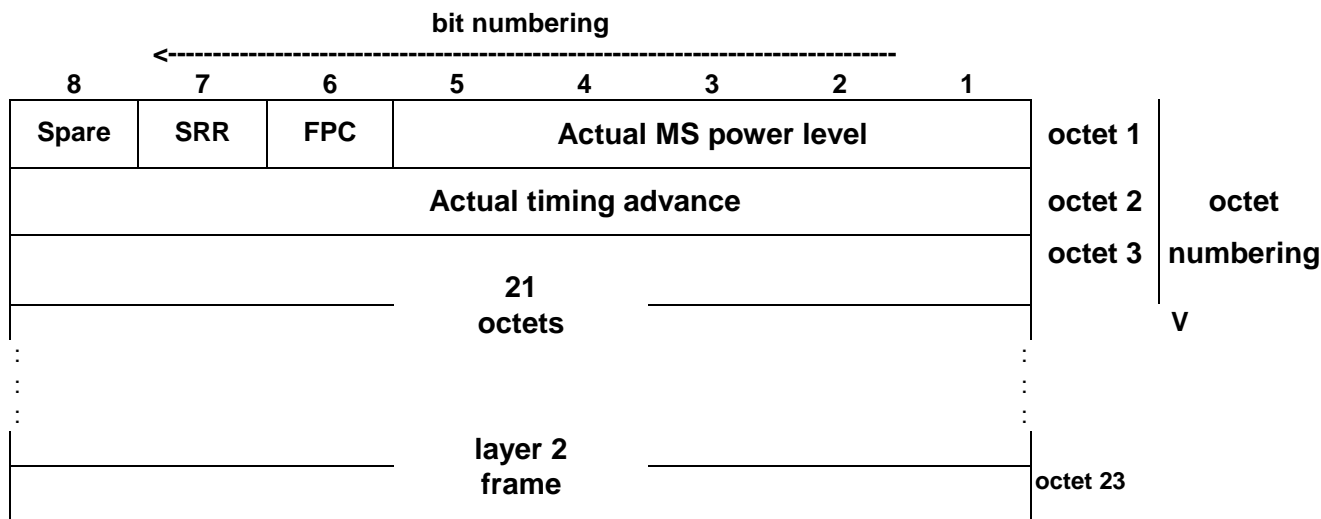 bit numbering
<--------------------------------------------------------------------------------
8 7 6 5 4 3 2 1
Spare SRR FPC Actual MS power level octet 1
Actual timing advance octet 2 octet
octet 3 numbering
21
octets
V
: :
: :
: :
layer 2
frame
octet 23